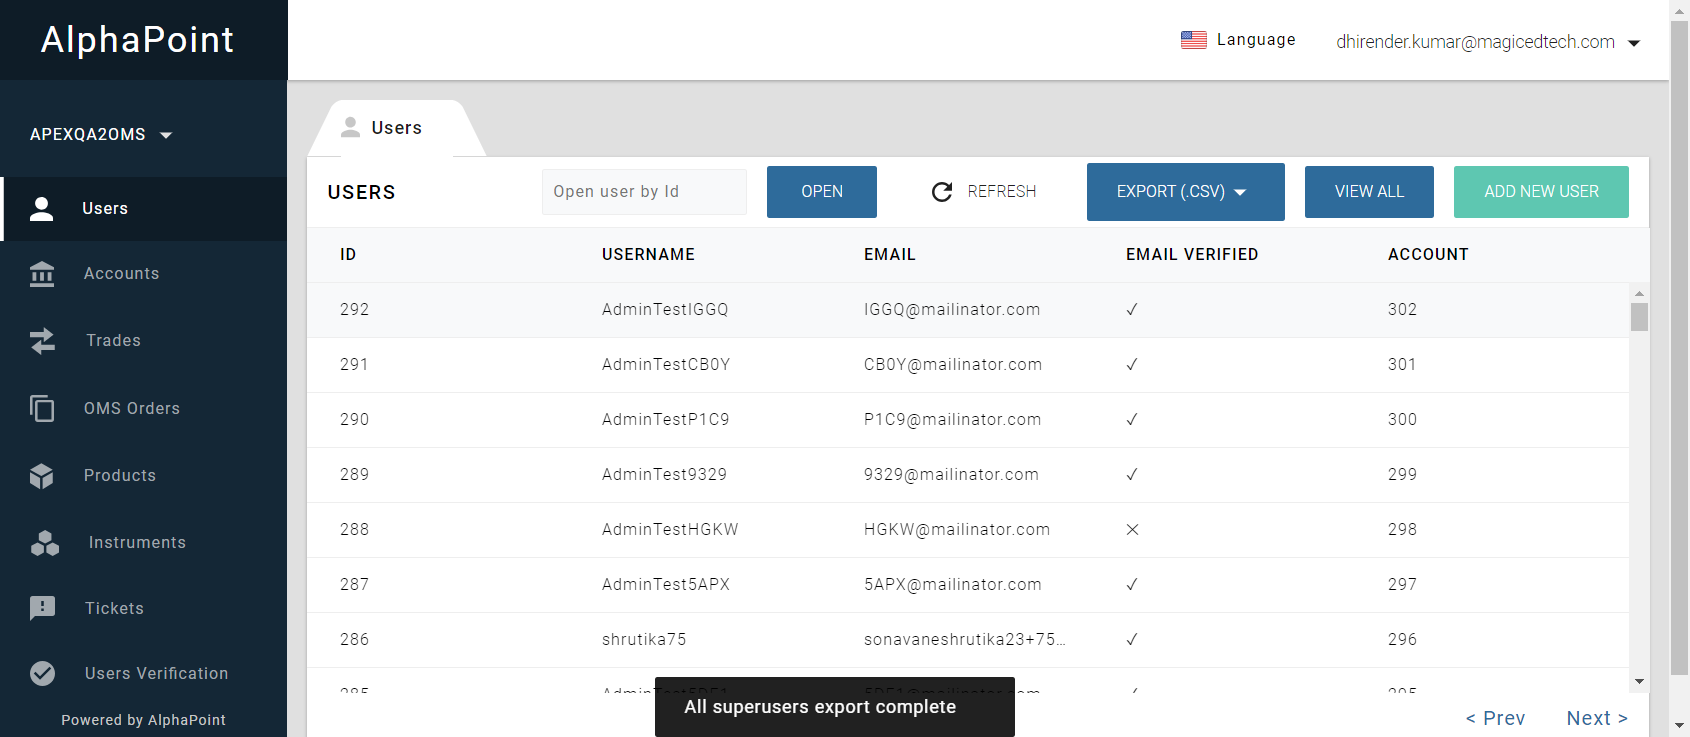 AlphaPoint
Language
dhirender.kumar@magicedtech.com
APEXQA2OMS
Users
Accounts
Trades
OMS Orders
Products
Instruments
Tickets
Users Verification
Powered by AlphaPoint
Users
USERS
Open user by Id
OPEN
REFRESH
EXPORT (.CSV)
VIEW ALL
ADD NEW USER
ID USERNAME EMAIL EMAIL VERIFIED ACCOUNT
292 AdminTestIGGQ IGGQ@mailinator.com ✓ 302
291 AdminTestCB0Y CB0Y@mailinator.com ✓ 301
290 AdminTestP1C9 P1C9@mailinator.com ✓ 300
289 AdminTest9329 9329@mailinator.com ✓ 299
288 AdminTestHGKW HGKW@mailinator.com ✕ 298
287 AdminTest5APX 5APX@mailinator.com ✓ 297
286 shrutika75 sonavaneshrutika23+75... ✓ 296
All superusers export complete
< Prev Next >